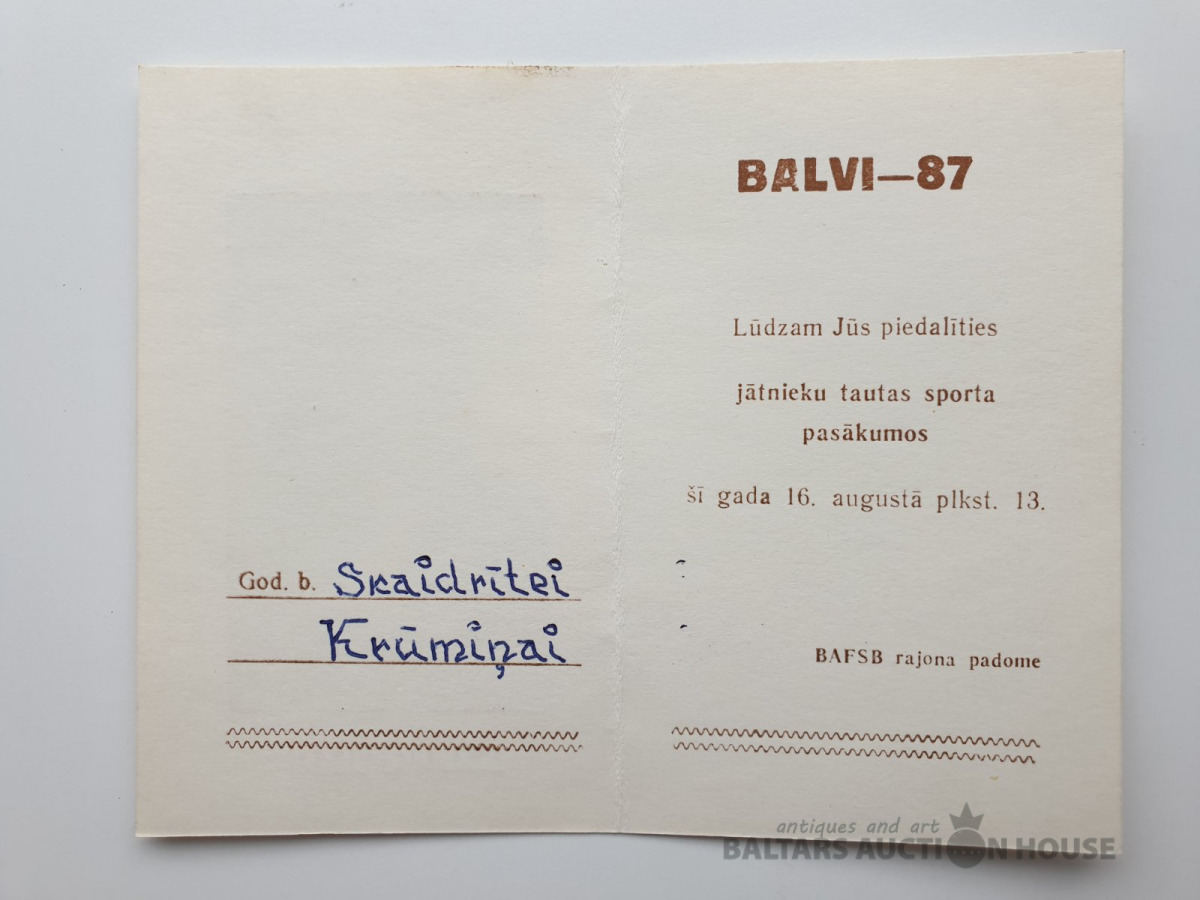 God. b. Skaidrītei
Krūmiņai
BALVI—87
Lūdzam Jūs piedalīties
jātnieku tautas sporta
pasākumos
šī gada 16. augustā plkst. 13.
BAFSB rajona padome
antiques and art
BALTARS AUCTION HOUSE